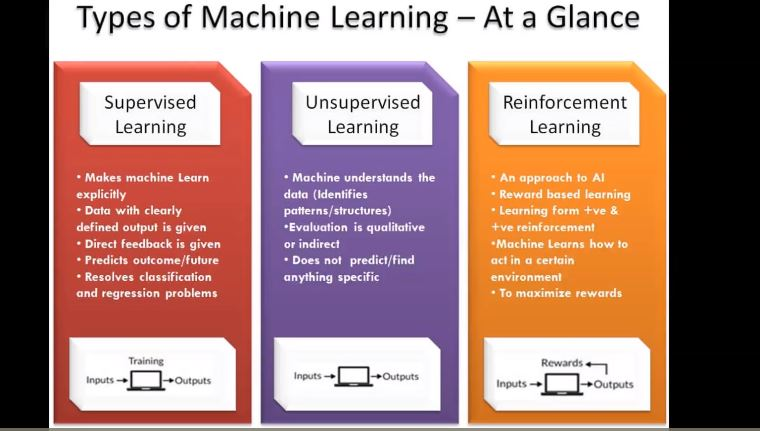 Types of Machine Learning – At a Glance
Supervised
Learning
• Makes machine Learn
explicitly
• Data with clearly
defined output is given
• Direct feedback is given
• Predicts outcome/future
• Resolves classification
and regression problems
Training
Inputs
Outputs
Unsupervised
Learning
• Machine understands the
data (Identifies
patterns/structures)
•Evaluation is qualitative
or indirect
• Does not predict/find
anything specific
Inputs
Outputs
Reinforcement
Learning
• An approach to AI
• Reward based learning
• Learning form +ve &
+ve reinforcement
•Machine Learns how to
act in a certain
environment
• To maximize rewards
Rewards
Inputs
Outputs